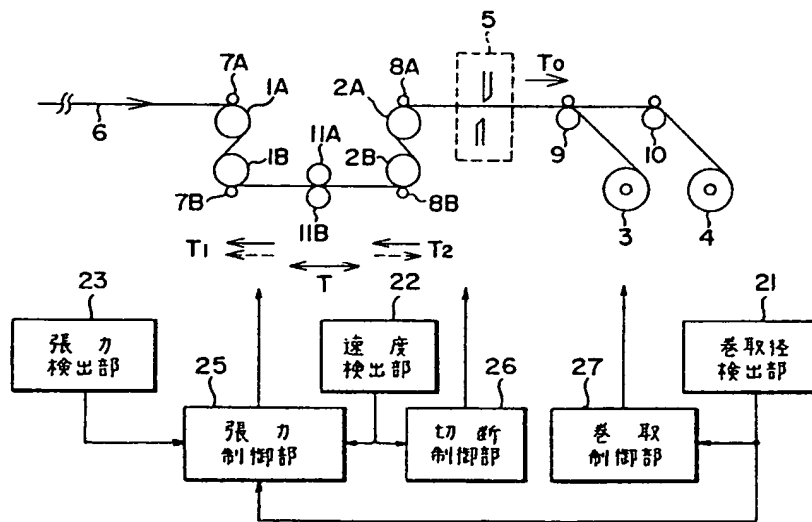 5
7A
1A
2A
8A
To
6
11A
1B
2B
9
10
7B
11B
8B
3
4
T1
T2
T
23
22
21
張力
検出部
25
速度
検出部
26
27
巻取径
検出部
張力
制御部
切断
制御部
巻取
制御部